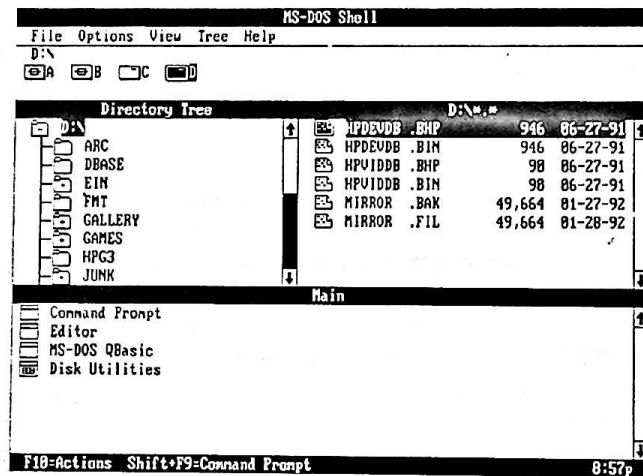 MS-DOS Shell
File Options View Tree Help
D:\
A B C D
Directory Tree
D:\
ARC
DBASE
EIN
FMT
GALLERY
GAMES
HPG3
JUNK
D:\*.*
HPDEVDB .BHP 946 06-27-91
HPDEVDB .BIN 946 06-27-91
HPVIDDB .BHP 98 06-27-91
HPVIDDB .BIN 98 06-27-91
MIRROR .BAK 49,664 01-27-92
MIRROR .FIL 49,664 01-28-92
Main
Command Prompt
Editor
MS-DOS QBasic
Disk Utilities
F10=Actions Shift+F9=Command Prompt 8:57p